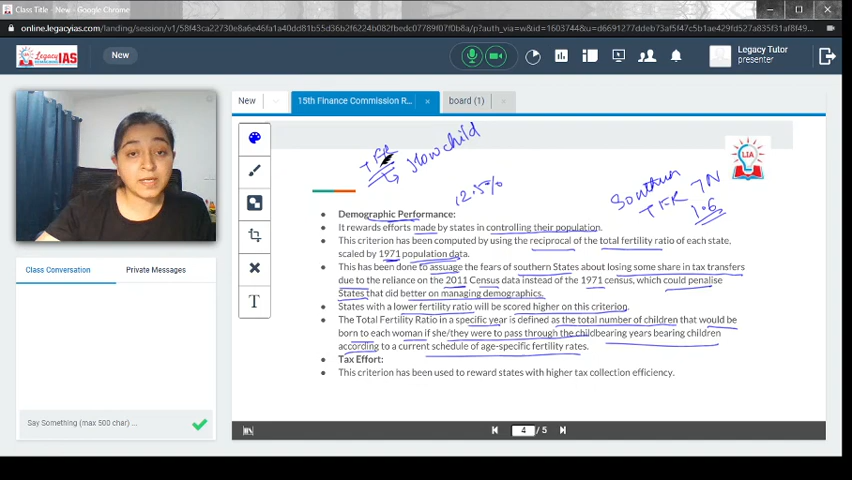 Class Title - New - Google Chrome
online.legacyias.com/landing/session/v1/58f43ca22730e8a6e46fa1a40dd81b55d36b2fc6024b082fbedc07789f07f0b8a/p?auth_via=w&id=1603744&u=d6691277deb73af5f47c5b1ae429fd527a835f31af8f49...
Legacy IAS
New
Legacy Tutor
presenter
New
15th Finance Commission R...
board (1)
TFR
How child
12.5%
Southern
TFR TN
1.6
LIA
Demographic Performance:
It rewards efforts made by states in controlling their population.
This criterion has been computed by using the reciprocal of the total fertility ratio of each state,
scaled by 1971 population data.
This has been done to assuage the fears of southern States about losing some share in tax transfers
due to the reliance on the 2011 Census data instead of the 1971 census, which could penalise
States that did better on managing demographics.
States with a lower fertility ratio will be scored higher on this criterion.
The Total Fertility Ratio in a specific year is defined as the total number of children that would be
born to each woman if she/they were to pass through the childbearing years bearing children
according to a current schedule of age-specific fertility rates.
Tax Effort:
This criterion has been used to reward states with higher tax collection efficiency.
Class Conversation
Private Messages
Say Something (max 500 char) ...
T
4 / 5